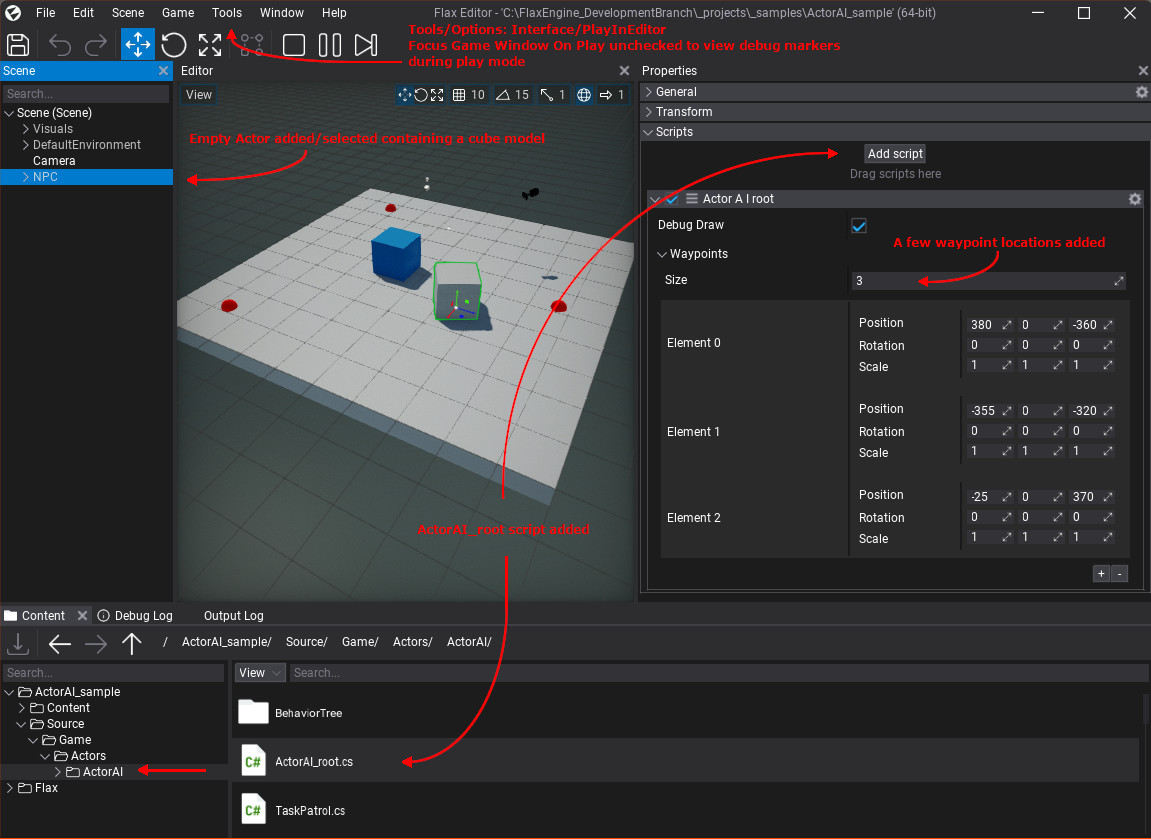 File Edit Scene Game Tools Window Help
Flax Editor - 'C:\FlaxEngine_DevelopmentBranch\_projects\_samples\ActorAI_sample' (64-bit)
Tools/Options: Interface/PlayInEditor
Focus Game Window On Play unchecked to view debug markers
during play mode
Scene
Editor
Properties
Search...
View
10
15
1
1
General
Scene (Scene)
Transform
Visuals
Scripts
DefaultEnvironment
Empty Actor added/selected containing a cube model
Camera
Add script
NPC
Drag scripts here
Actor A I root
Debug Draw
A few waypoint locations added
Waypoints
Size 3
Element 0
Position 380 0 -360
Rotation 0 0 0
Scale 1 1 1
Element 1
Position -355 0 -320
Rotation 0 0 0
Scale 1 1 1
Element 2
Position -25 0 370
Rotation 0 0 0
Scale 1 1 1
+ -
ActorAI_root script added
Content Debug Log Output Log
/ ActorAI_sample/ Source/ Game/ Actors/ ActorAI/
Search...
View
Search...
ActorAI_sample
Content
Source
Game
Actors
ActorAI
Flax
BehaviorTree
C# ActorAI_root.cs
C# TaskPatrol.cs